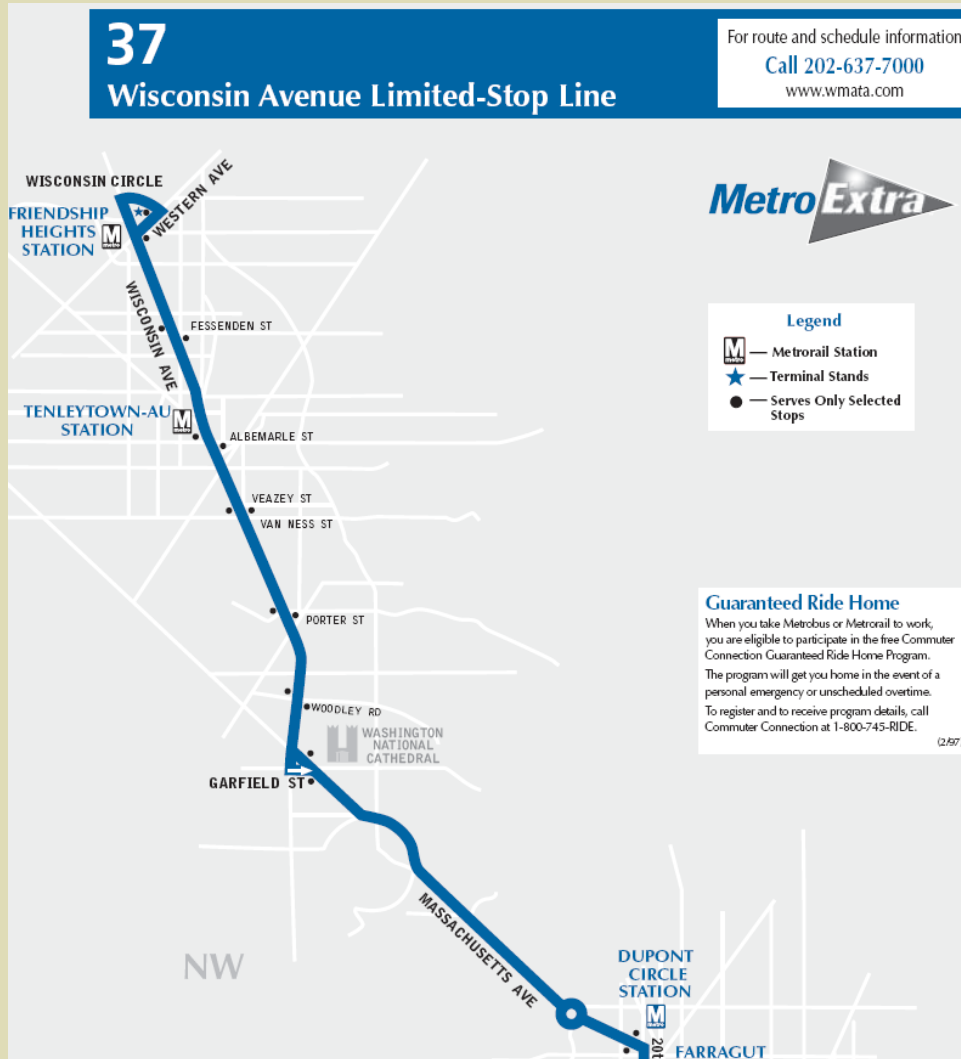 37
Wisconsin Avenue Limited-Stop Line
For route and schedule information
Call 202-637-7000
www.wmata.com
WISCONSIN CIRCLE
WESTERN AVE
FRIENDSHIP
HEIGHTS
STATION
M
metro
MetroExtra
WISCONSIN AVE
FESSENDEN ST
Legend
M
metro
— Metrorail Station
— Terminal Stands
— Serves Only Selected
Stops
TENLEYTOWN-AU
STATION
M
metro
ALBEMARLE ST
VEAZEY ST
VAN NESS ST
PORTER ST
Guaranteed Ride Home
When you take Metrobus or Metrorail to work,
you are eligible to participate in the free Commuter
Connection Guaranteed Ride Home Program.
The program will get you home in the event of a
personal emergency or unscheduled overtime.
To register and to receive program details, call
Commuter Connection at 1-800-745-RIDE.
(2/97)
WOODLEY RD
WASHINGTON
NATIONAL
CATHEDRAL
GARFIELD ST
MASSACHUSETTS AVE
NW
DUPONT
CIRCLE
STATION
M
metro
FARRAGUT